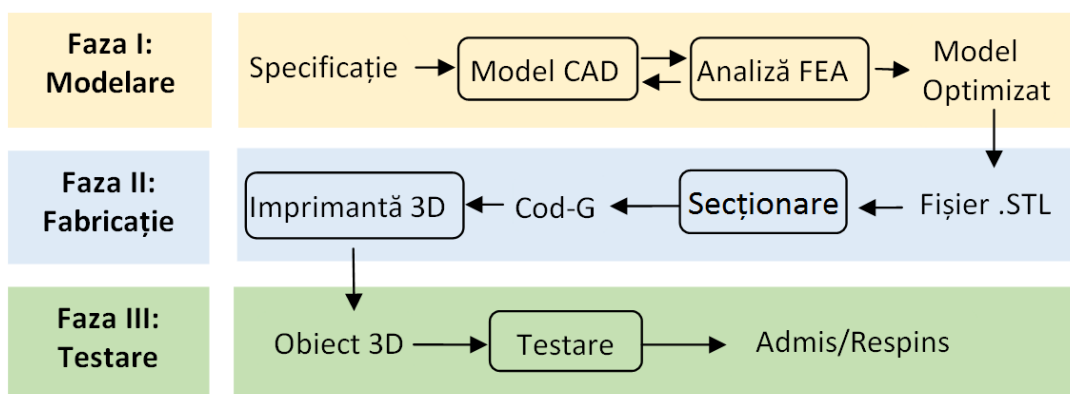 Faza I:
Modelare
Specificație
Model CAD
Analiză FEA
Model
Optimizat
Faza II:
Fabricație
Imprimantă 3D
Cod-G
Secționare
Fișier .STL
Faza III:
Testare
Obiect 3D
Testare
Admis/Respins